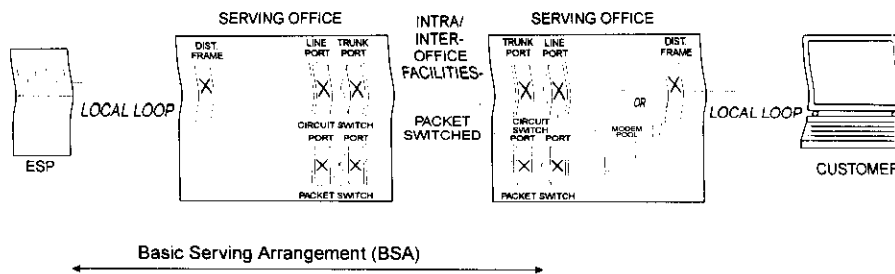 SERVING OFFICE
INTRA/
INTER-
OFFICE
FACILITIES-
PACKET
SWITCHED
SERVING OFFICE
DIST.
FRAME
LINE
PORT
TRUNK
PORT
TRUNK
PORT
LINE
PORT
DIST.
FRAME
LOCAL LOOP
OR
LOCAL LOOP
CIRCUIT SWITCH
PORT PORT
CIRCUIT
SWITCH
PORT PORT
MODEM
POOL
ESP
CUSTOMER
PACKET SWITCH
PACKET SWITCH
Basic Serving Arrangement (BSA)